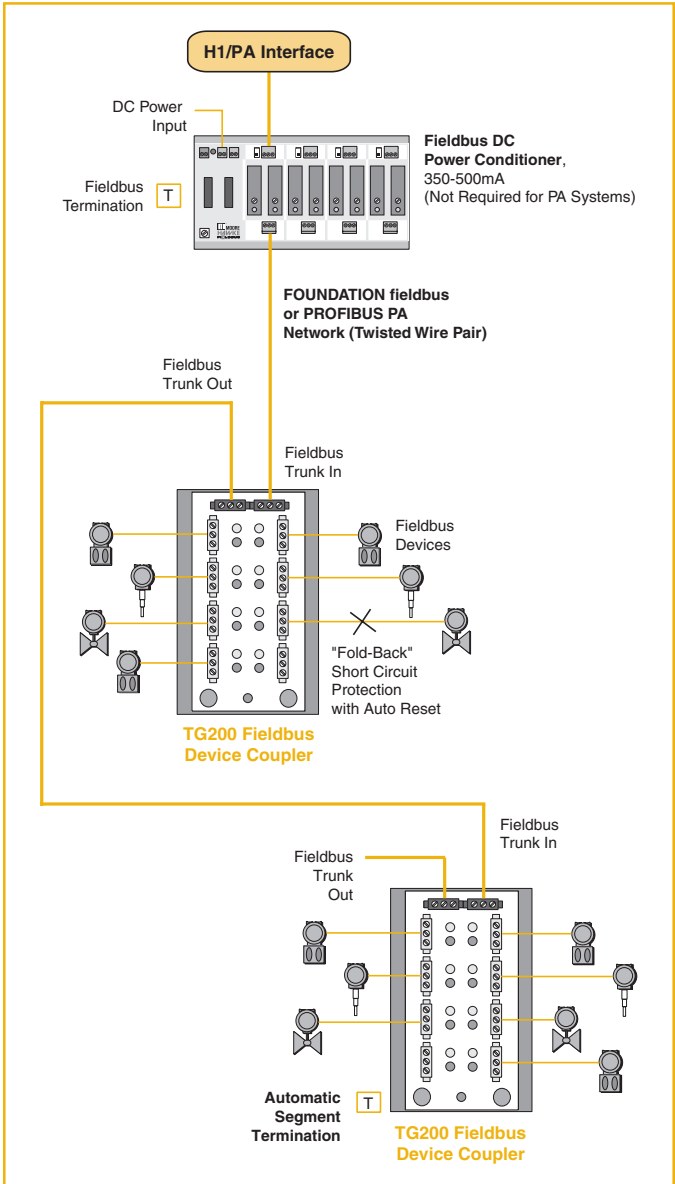 H1/PA Interface
DC Power
Input
Fieldbus DC
Power Conditioner,
350-500mA
(Not Required for PA Systems)
Fieldbus
Termination
T
MOORE
HAWKE
FOUNDATION fieldbus
or PROFIBUS PA
Network (Twisted Wire Pair)
Fieldbus
Trunk Out
Fieldbus
Trunk In
Fieldbus
Devices
"Fold-Back"
Short Circuit
Protection
with Auto Reset
TG200 Fieldbus
Device Coupler
Fieldbus
Trunk In
Fieldbus
Trunk
Out
Automatic
Segment
Termination
T
TG200 Fieldbus
Device Coupler